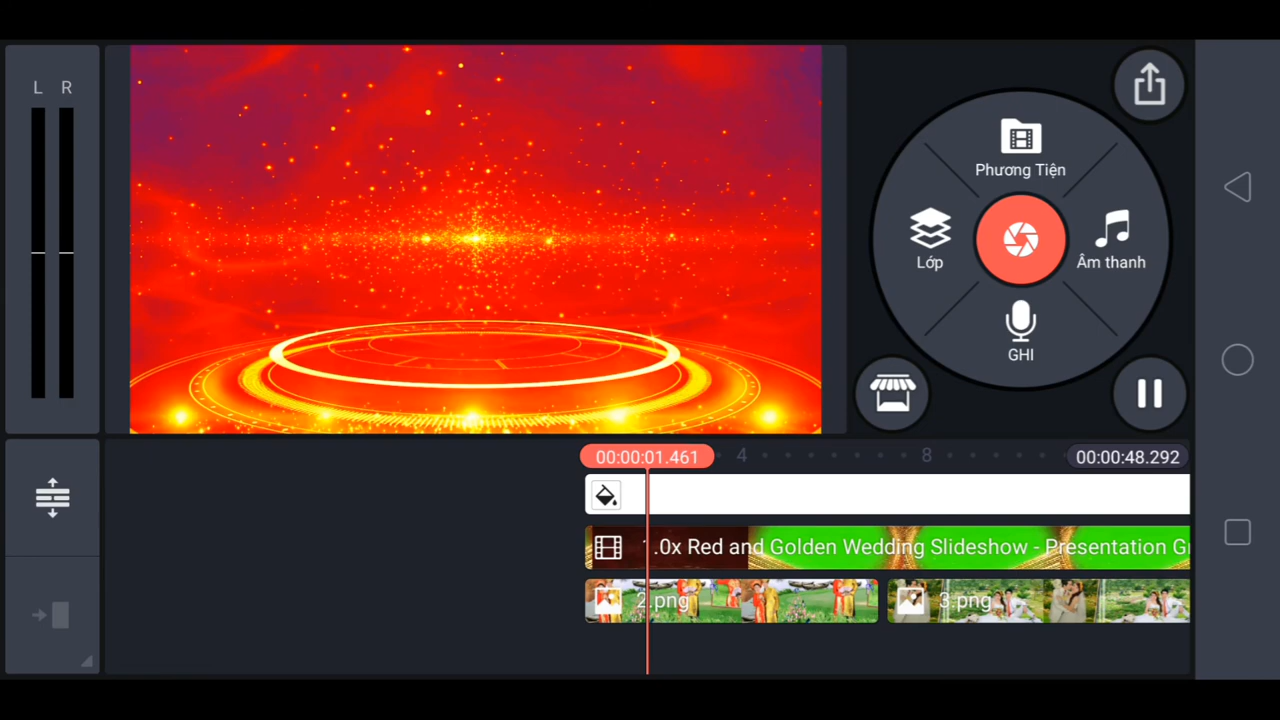 L R
Phương Tiện
Lớp
Âm thanh
GHI
00:00:01.461
4
8
00:00:48.292
.0x Red and Golden Wedding Slideshow - Presentation G
2.png
3.png